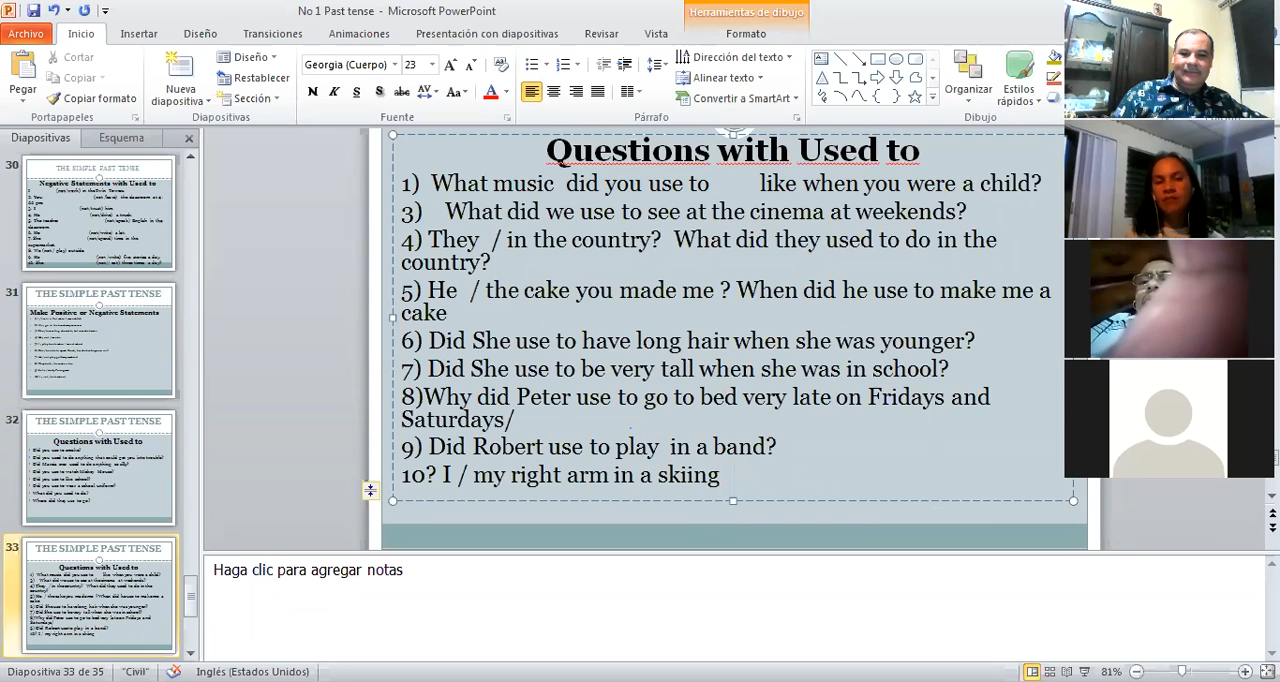 No 1 Past tense - Microsoft PowerPoint
Herramientas de dibujo
Archivo
Inicio
Insertar
Diseño
Transiciones
Animaciones
Presentación con diapositivas
Revisar
Vista
Formato
Pegar
Cortar
Copiar
Copiar formato
Portapapeles
Nueva
diapositiva
Diseño
Restablecer
Sección
Diapositivas
Georgia (Cuerpo)
23
Fuente
Párrafo
Dirección del texto
Alinear texto
Convertir a SmartArt
Organizar
Estilos
rápidos
Dibujo
Diapositivas
Esquema
30
THE SIMPLE PAST TENSE
Negative Statements with Used to
31
THE SIMPLE PAST TENSE
Make Positive or Negative Statements
32
THE SIMPLE PAST TENSE
Questions with Used to
33
THE SIMPLE PAST TENSE
Questions with Used to
Questions with Used to
1) What music did you use to like when you were a child?
3) What did we use to see at the cinema at weekends?
4) They / in the country? What did they used to do in the
country?
5) He / the cake you made me ? When did he use to make me a
cake
6) Did She use to have long hair when she was younger?
7) Did She use to be very tall when she was in school?
8)Why did Peter use to go to bed very late on Fridays and
Saturdays/
9) Did Robert use to play in a band?
10? I / my right arm in a skiing
Haga clic para agregar notas
Diapositiva 33 de 35
"Civil"
Inglés (Estados Unidos)
81%